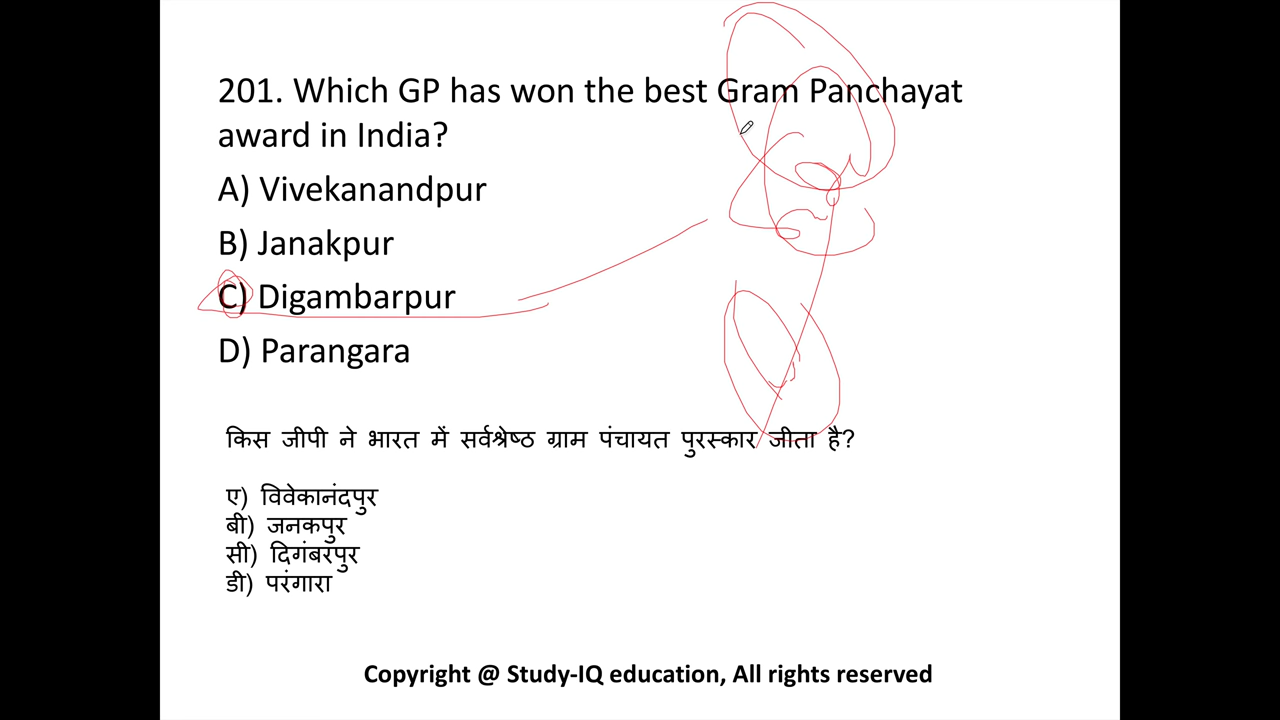 201. Which GP has won the best Gram Panchayat
award in India?
A) Vivekanandpur
B) Janakpur
C) Digambarpur
D) Parangara
किस जीपी ने भारत में सर्वश्रेष्ठ ग्राम पंचायत पुरस्कार जीता है?
ए) विवेकानंदपुर
बी) जनकपुर
सी) दिगंबरपुर
डी) परंगारा
Copyright @ Study-IQ education, All rights reserved